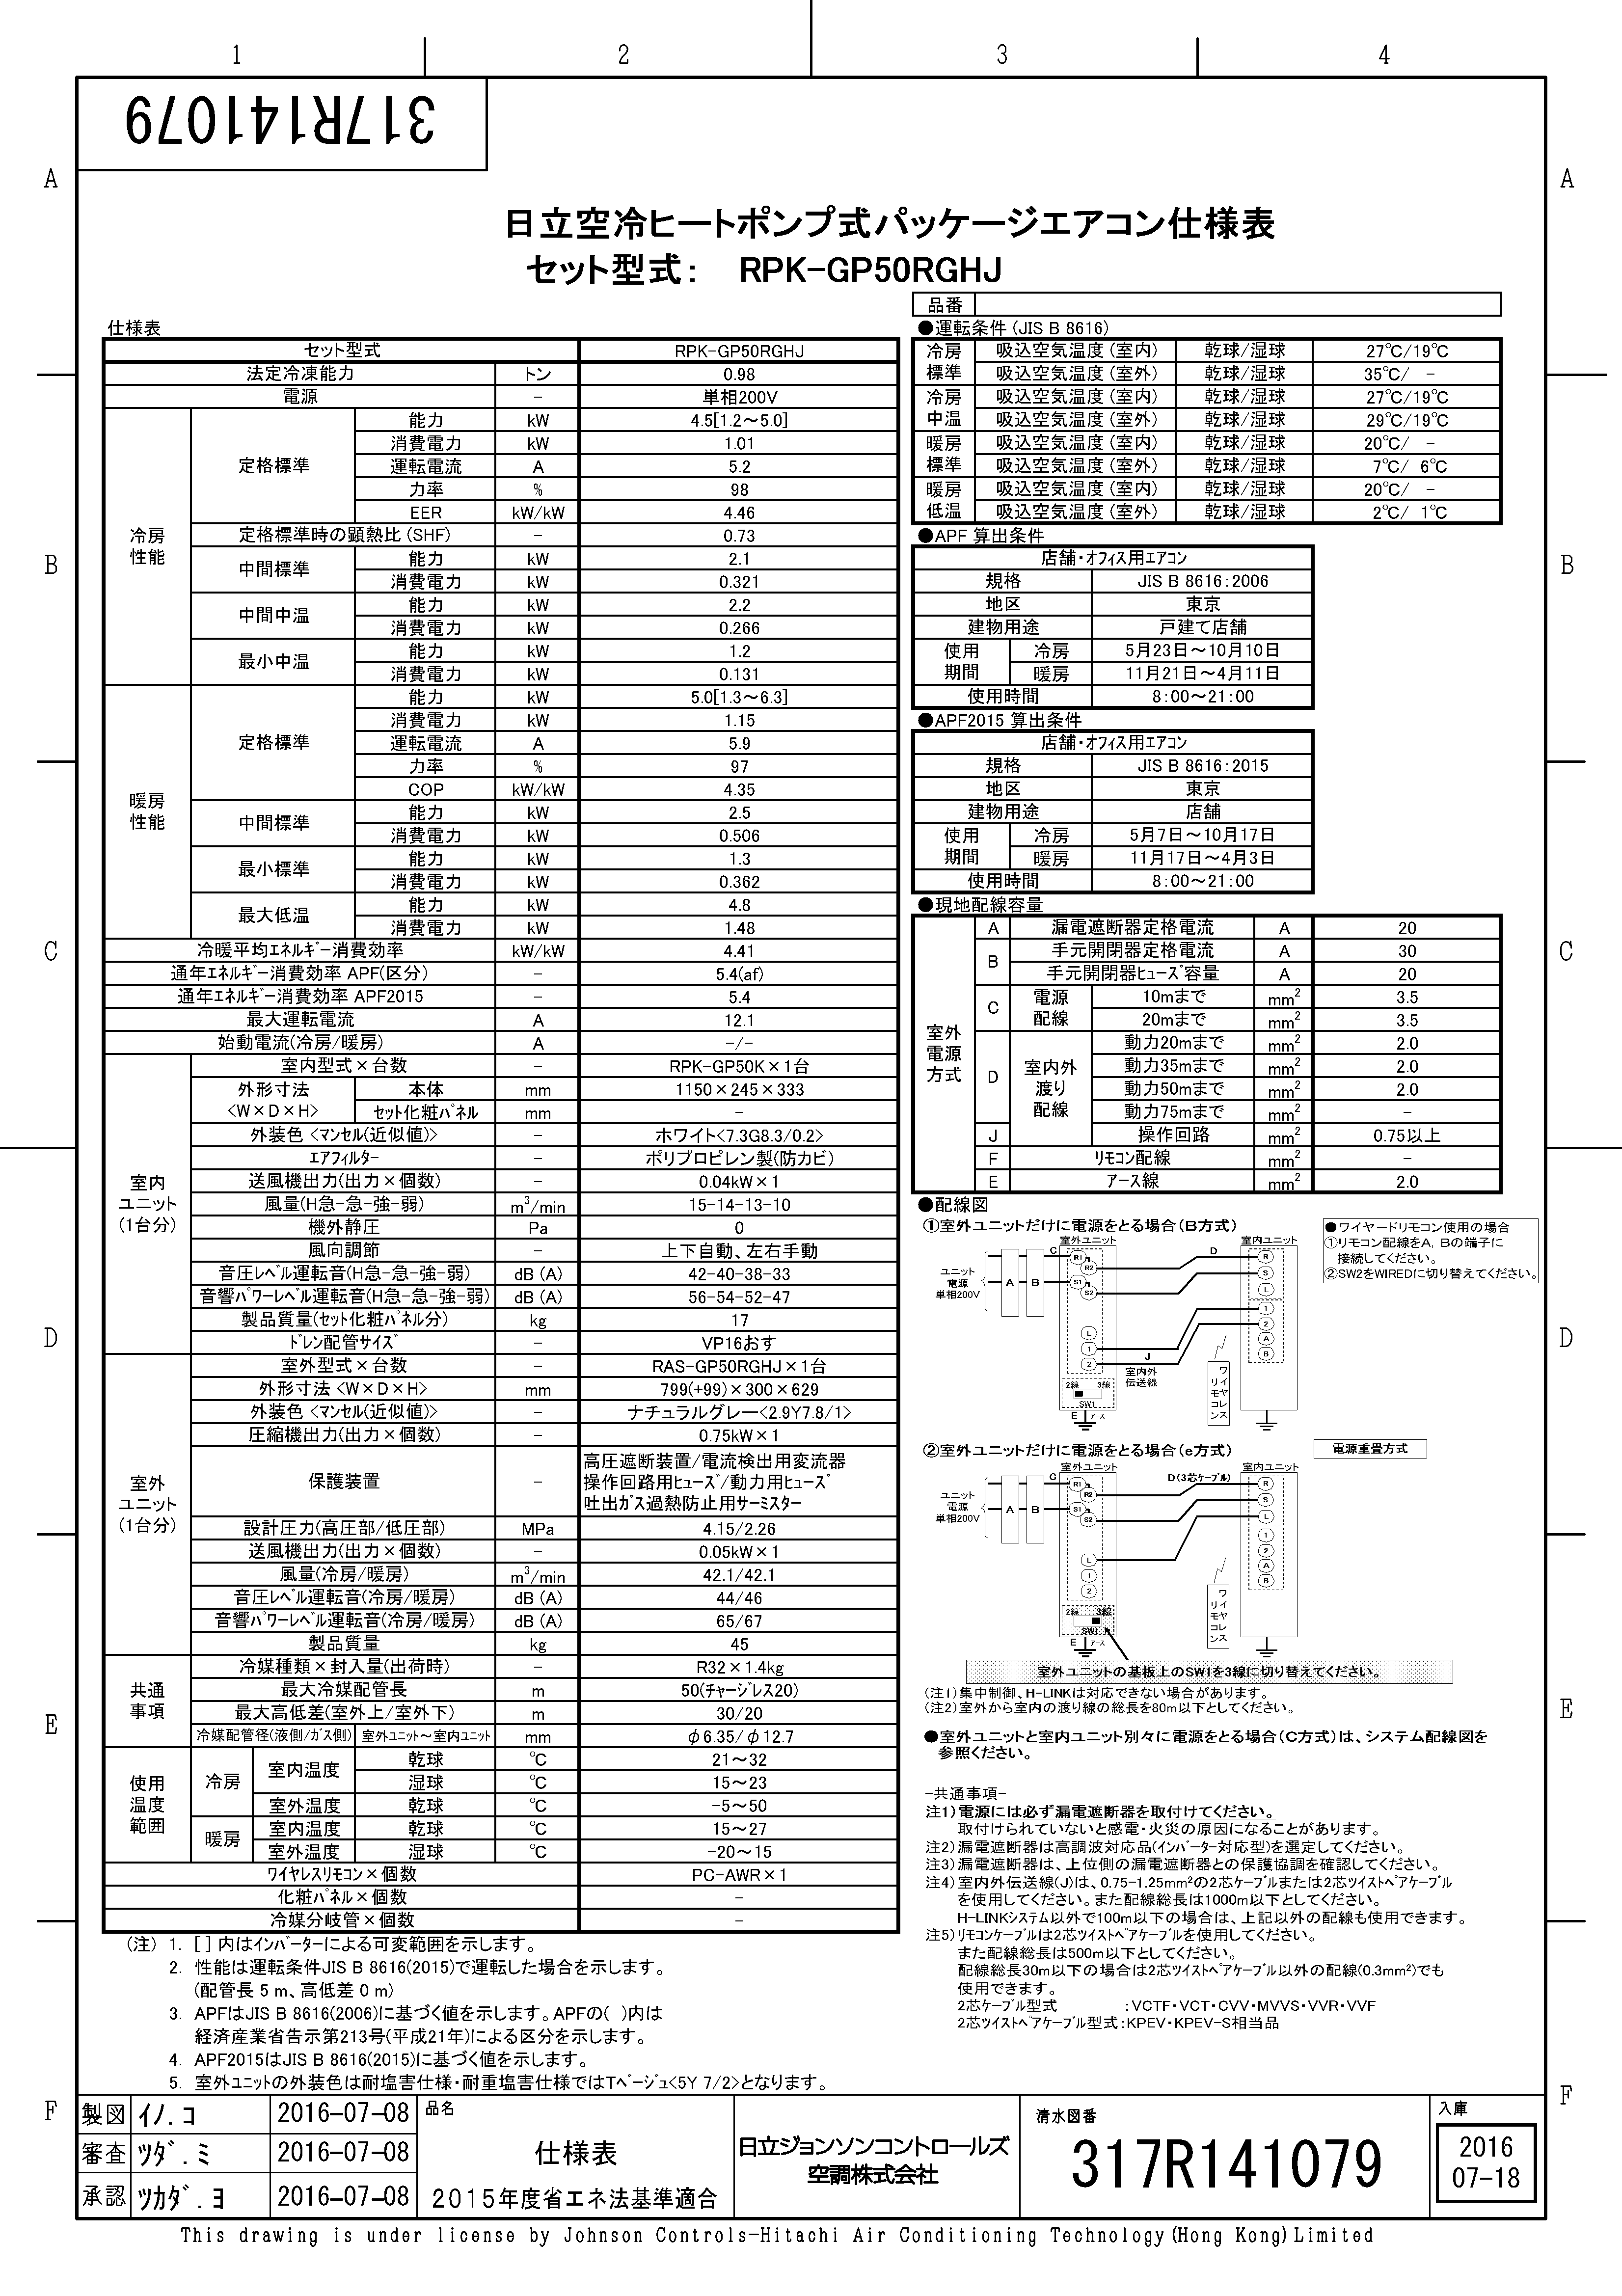 1 2 3 4
317R141079
A A
日立空冷ヒートポンプ式パッケージエアコン仕様表
セット型式： RPK-GP50RGHJ
品番
仕様表
セット型式 RPK-GP50RGHJ
法定冷凍能力 トン 0.98
電源 - 単相200V
冷房性能 定格標準 能力 kW 4.5[1.2～5.0]
消費電力 kW 1.01
運転電流 A 5.2
力率 % 98
EER kW/kW 4.46
定格標準時の顕熱比 (SHF) - 0.73
中間標準 能力 kW 2.1
消費電力 kW 0.321
中間中温 能力 kW 2.2
消費電力 kW 0.266
最小中温 能力 kW 1.2
消費電力 kW 0.131
暖房性能 定格標準 能力 kW 5.0[1.3～6.3]
消費電力 kW 1.15
運転電流 A 5.9
力率 % 97
COP kW/kW 4.35
中間標準 能力 kW 2.5
消費電力 kW 0.506
最小標準 能力 kW 1.3
消費電力 kW 0.362
最大低温 能力 kW 4.8
消費電力 kW 1.48
冷暖平均エネルギー消費効率 kW/kW 4.41
通年エネルギー消費効率 APF(区分) - 5.4(af)
通年エネルギー消費効率 APF2015 - 5.4
最大運転電流 A 12.1
始動電流(冷房/暖房) A -/-
室内ユニット(1台分) 室内型式×台数 - RPK-GP50K×1台
外形寸法<W×D×H> 本体 mm 1150×245×333
セット化粧パネル mm -
外装色 <マンセル(近似値)> - ホワイト<7.3G8.3/0.2>
エアフィルター - ポリプロピレン製(防カビ)
送風機出力(出力×個数) - 0.04kW×1
風量(H急-急-強-弱) m3/min 15-14-13-10
機外静圧 Pa 0
風向調節 - 上下自動、左右手動
音圧レベル運転音(H急-急-強-弱) dB (A) 42-40-38-33
音響パワーレベル運転音(H急-急-強-弱) dB (A) 56-54-52-47
製品質量(セット化粧パネル分) kg 17
ドレン配管サイズ - VP16おす
室外ユニット(1台分) 室外型式×台数 - RAS-GP50RGHJ×1台
外形寸法 <W×D×H> mm 799(+99)×300×629
外装色 <マンセル(近似値)> - ナチュラルグレー<2.9Y7.8/1>
圧縮機出力(出力×個数) - 0.75kW×1
保護装置 - 高圧遮断装置/電流検出用変流器
操作回路用ヒューズ/動力用ヒューズ
吐出ガス過熱防止用サーミスター
設計圧力(高圧部/低圧部) MPa 4.15/2.26
送風機出力(出力×個数) - 0.05kW×1
風量(冷房/暖房) m3/min 42.1/42.1
音圧レベル運転音(冷房/暖房) dB (A) 44/46
音響パワーレベル運転音(冷房/暖房) dB (A) 65/67
製品質量 kg 45
共通事項 冷媒種類×封入量(出荷時) - R32×1.4kg
最大冷媒配管長 m 50(チャージレス20)
最大高低差(室外上/室外下) m 30/20
冷媒配管径(液側/ガス側) 室外ユニット～室内ユニット mm φ6.35/φ12.7
使用温度範囲 冷房 室内温度 乾球 ℃ 21～32
湿球 ℃ 15～23
室外温度 乾球 ℃ -5～50
暖房 室内温度 乾球 ℃ 15～27
室外温度 湿球 ℃ -20～15
ワイヤレスリモコン×個数 PC-AWR×1
化粧パネル×個数 -
冷媒分岐管×個数 -
(注) 1. [ ] 内はインバーターによる可変範囲を示します。
2. 性能は運転条件JIS B 8616(2015)で運転した場合を示します。
(配管長 5 m、高低差 0 m)
3. APFはJIS B 8616(2006)に基づく値を示します。APFの( )内は
経済産業省告示第213号(平成21年)による区分を示します。
4. APF2015はJIS B 8616(2015)に基づく値を示します。
5. 室外ユニットの外装色は耐塩害仕様・耐重塩害仕様ではTベージュ<5Y 7/2>となります。
●運転条件 (JIS B 8616)
冷房標準 吸込空気温度 (室内) 乾球/湿球 27℃/19℃
吸込空気温度 (室外) 乾球/湿球 35℃/ -
冷房中温 吸込空気温度 (室内) 乾球/湿球 27℃/19℃
吸込空気温度 (室外) 乾球/湿球 29℃/19℃
暖房標準 吸込空気温度 (室内) 乾球/湿球 20℃/ -
吸込空気温度 (室外) 乾球/湿球 7℃/ 6℃
暖房低温 吸込空気温度 (室内) 乾球/湿球 20℃/ -
吸込空気温度 (室外) 乾球/湿球 2℃/ 1℃
●APF 算出条件
店舗・オフィス用エアコン
規格 JIS B 8616：2006
地区 東京
建物用途 戸建て店舗
使用期間 冷房 5月23日～10月10日
暖房 11月21日～4月11日
使用時間 8：00～21：00
●APF2015 算出条件
店舗・オフィス用エアコン
規格 JIS B 8616：2015
地区 東京
建物用途 店舗
使用期間 冷房 5月7日～10月17日
暖房 11月17日～4月3日
使用時間 8：00～21：00
●現地配線容量
室外電源方式 A 漏電遮断器定格電流 A 20
B 手元開閉器定格電流 A 30
手元開閉器ヒューズ容量 A 20
C 電源配線 10mまで mm2 3.5
20mまで mm2 3.5
D 室内外渡り配線 動力20mまで mm2 2.0
動力35mまで mm2 2.0
動力50mまで mm2 2.0
動力75mまで mm2 -
J 操作回路 mm2 0.75以上
F リモコン配線 mm2 -
E アース線 mm2 2.0
●配線図
①室外ユニットだけに電源をとる場合(B方式)
●ワイヤードリモコン使用の場合
①リモコン配線をA，Bの端子に
接続してください。
②SW2をWIREDに切り替えてください。
室外ユニット 室内ユニット
ユニット電源 単相200V
A B C R1 R2 S1 S2 L 1 2
D J 室内外伝送線
R S L 1 2 A B
2線 3線
SW1
E アース
ワイヤレスリモコン
②室外ユニットだけに電源をとる場合(e方式)
電源重畳方式
室外ユニット 室内ユニット
ユニット電源 単相200V
A B C R1 R2 S1 S2 L 1 2
D(3芯ケーブル)
R S L 1 2 A B
2線 3線
SW1
E アース
ワイヤレスリモコン
室外ユニットの基板上のSW1を3線に切り替えてください。
(注1)集中制御、H-LINKは対応できない場合があります。
(注2)室外から室内の渡り線の総長を80m以下としてください。
●室外ユニットと室内ユニット別々に電源をとる場合(C方式)は、システム配線図を
参照ください。
-共通事項-
注1)電源には必ず漏電遮断器を取付けてください。
取付けられていないと感電・火災の原因になることがあります。
注2)漏電遮断器は高調波対応品(インバーター対応型)を選定してください。
注3)漏電遮断器は、上位側の漏電遮断器との保護協調を確認してください。
注4)室内外伝送線(J)は、0.75-1.25mm²の2芯ケーブルまたは2芯ツイストペアケーブル
を使用してください。また配線総長は1000m以下としてください。
H-LINKシステム以外で100m以下の場合は、上記以外の配線も使用できます。
注5)リモコンケーブルは2芯ツイストペアケーブルを使用してください。
また配線総長は500m以下としてください。
配線総長30m以下の場合は2芯ツイストペアケーブル以外の配線(0.3mm²)でも
使用できます。
2芯ケーブル型式 :VCTF・VCT・CVV・MVVS・VVR・VVF
2芯ツイストペアケーブル型式:KPEV・KPEV-S相当品
B B
C C
D D
E E
F F
製図 イノ.コ 2016-07-08
審査 ツダ.ミ 2016-07-08
承認 ツカダ.ヨ 2016-07-08
品名
仕様表
2015年度省エネ法基準適合
日立ジョンソンコントロールズ
空調株式会社
清水図番
317R141079
入庫
2016
07-18
This drawing is under license by Johnson Controls-Hitachi Air Conditioning Technology(Hong Kong)Limited